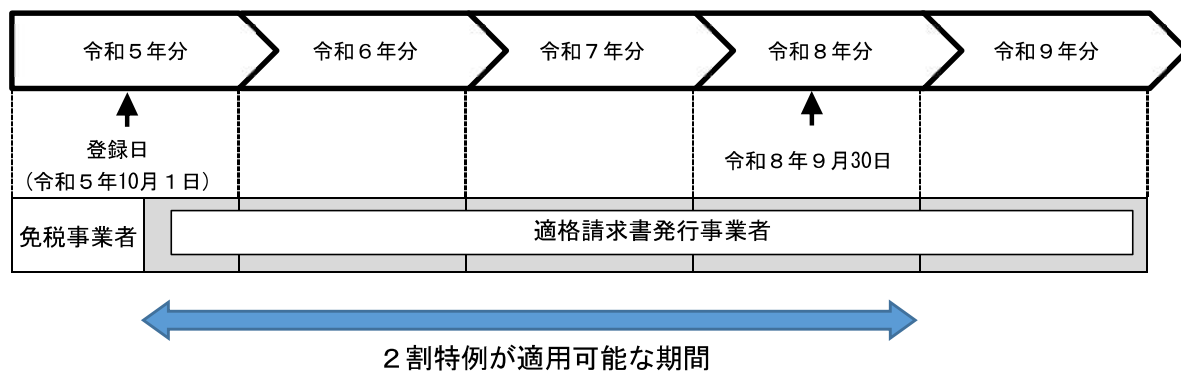 令和５年分
令和６年分
令和７年分
令和８年分
令和９年分
登録日
(令和５年10月１日)
令和８年９月30日
免税事業者
適格請求書発行事業者
２割特例が適用可能な期間